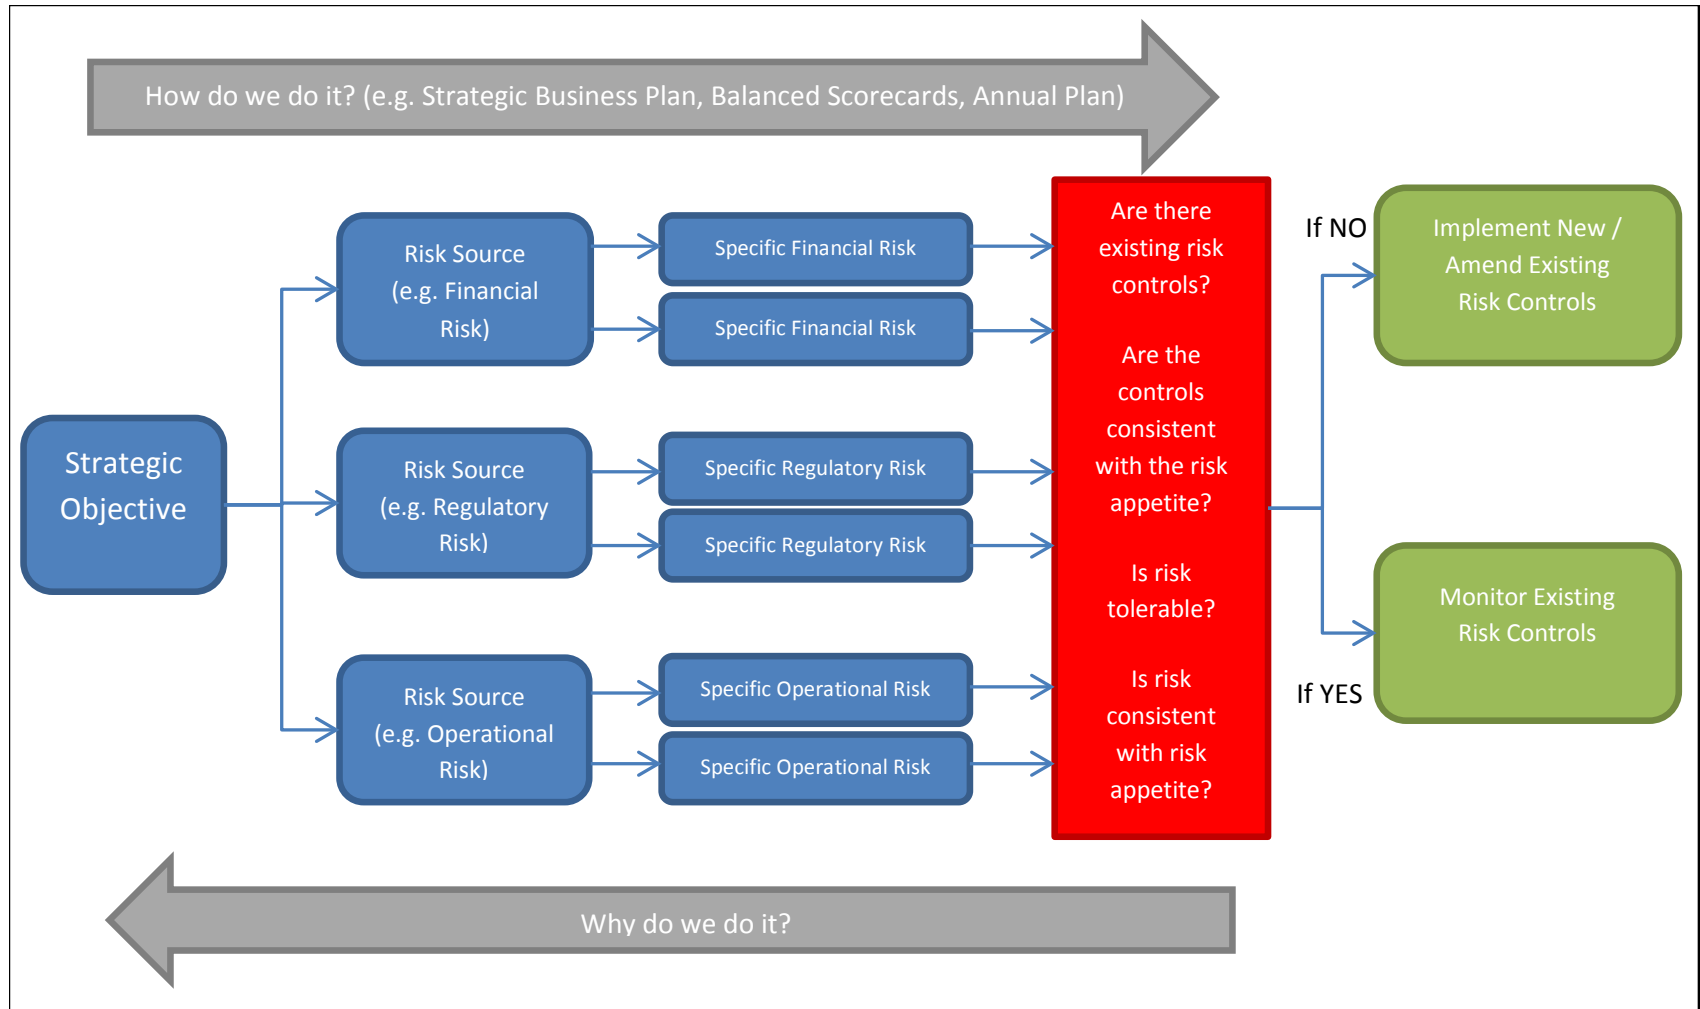 How do we do it? (e.g. Strategic Business Plan, Balanced Scorecards, Annual Plan)
Strategic
Objective
Risk Source
(e.g. Financial
Risk)
Specific Financial Risk
Specific Financial Risk
Risk Source
(e.g. Regulatory
Risk)
Specific Regulatory Risk
Specific Regulatory Risk
Risk Source
(e.g. Operational
Risk)
Specific Operational Risk
Specific Operational Risk
Are there
existing risk
controls?
Are the
controls
consistent
with the risk
appetite?
Is risk
tolerable?
Is risk
consistent
with risk
appetite?
If NO
Implement New /
Amend Existing
Risk Controls
If YES
Monitor Existing
Risk Controls
Why do we do it?